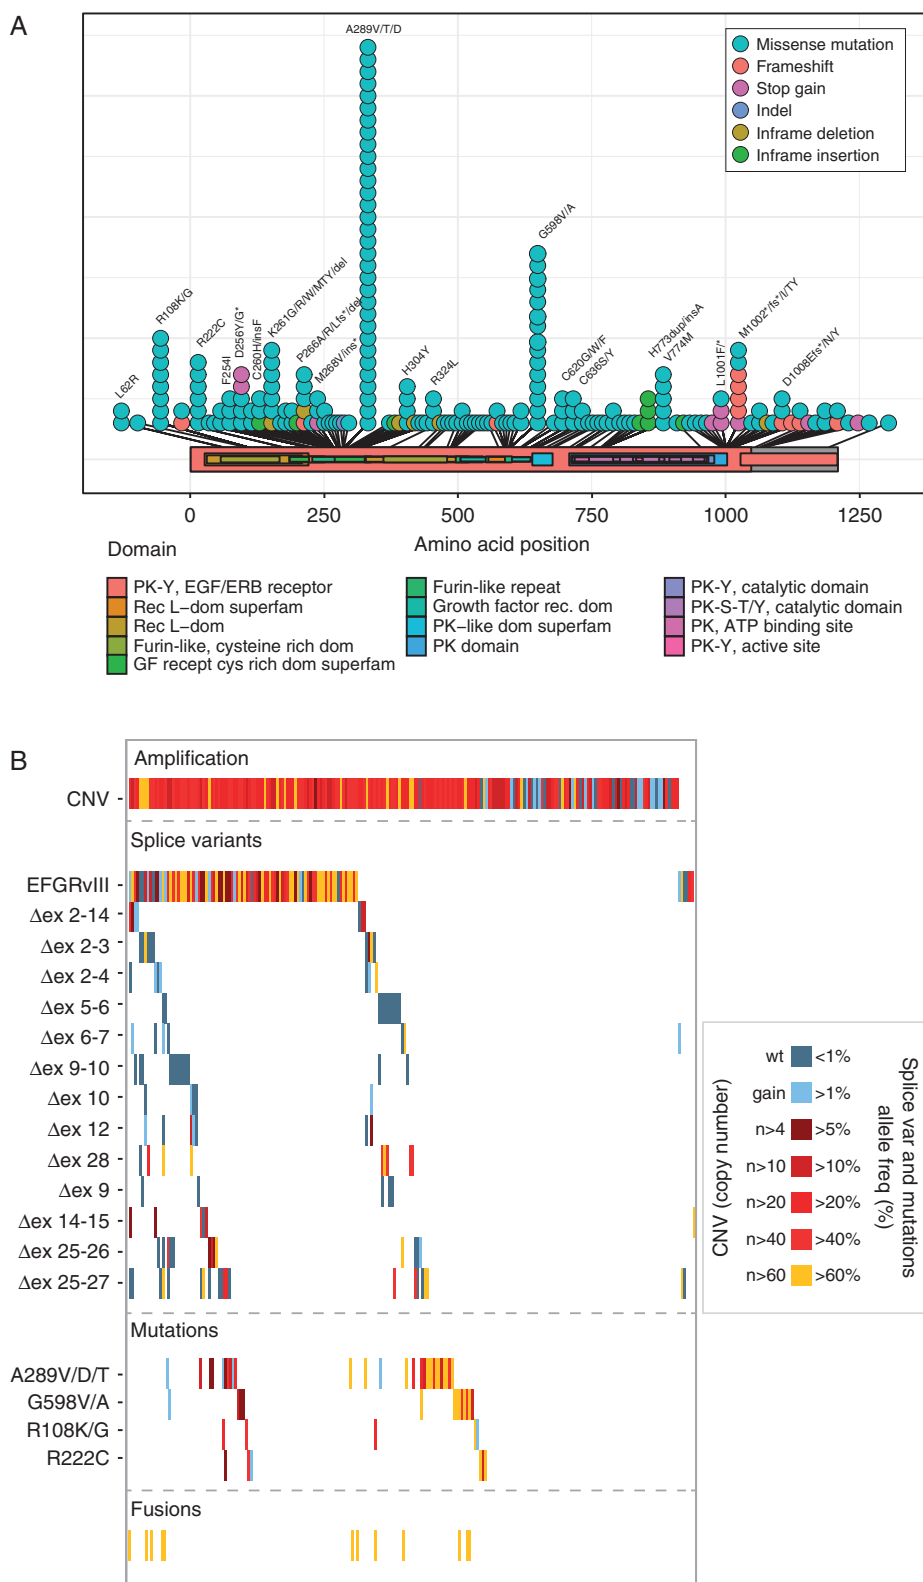 A
A289V/T/D
Missense mutation
Frameshift
Stop gain
Indel
Inframe deletion
Inframe insertion
G598V/A
L62R
R108K/G
R222C
F254I
D256Y/G*
C260H/insF
K261G/R/W/MTY/del
P266A/R/Lfs*/del
M268V/ins*
H304Y
R324L
C620G/W/F
C636S/Y
H773dup/insA
V774M
L1001F/*
M1002*/fs*/I/TY
D1008Efs*/N/Y
0 250 500 750 1000 1250
Amino acid position
Domain
PK-Y, EGF/ERB receptor
Rec L-dom superfam
Rec L-dom
Furin-like, cysteine rich dom
GF recept cys rich dom superfam
Furin-like repeat
Growth factor rec. dom
PK-like dom superfam
PK domain
PK-Y, catalytic domain
PK-S-T/Y, catalytic domain
PK, ATP binding site
PK-Y, active site
B
Amplification
CNV
Splice variants
EFGRvIII
Δex 2-14
Δex 2-3
Δex 2-4
Δex 5-6
Δex 6-7
Δex 9-10
Δex 10
Δex 12
Δex 28
Δex 9
Δex 14-15
Δex 25-26
Δex 25-27
Mutations
A289V/D/T
G598V/A
R108K/G
R222C
Fusions
CNV (copy number)
wt <1%
gain >1%
n>4 >5%
n>10 >10%
n>20 >20%
n>40 >40%
n>60 >60%
Splice var and mutations
allele freq (%)